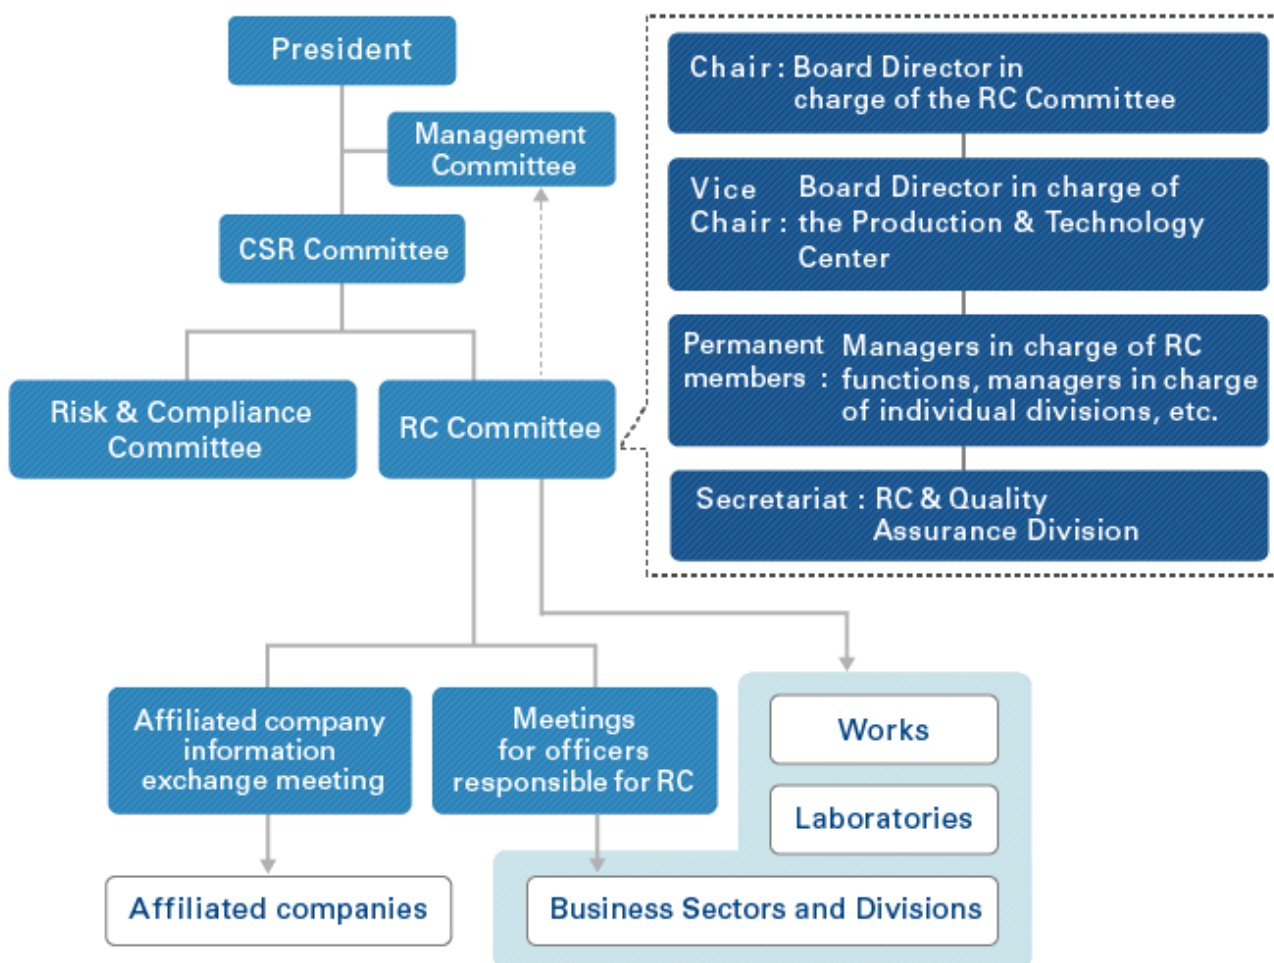 President
Management
Committee
CSR Committee
Risk & Compliance
Committee
RC Committee
Chair : Board Director in
charge of the RC Committee
Vice Board Director in charge of
Chair : the Production & Technology
Center
Permanent Managers in charge of RC
members : functions, managers in charge
of individual divisions, etc.
Secretariat : RC & Quality
Assurance Division
Affiliated company
information
exchange meeting
Meetings
for officers
responsible for RC
Works
Laboratories
Affiliated companies
Business Sectors and Divisions